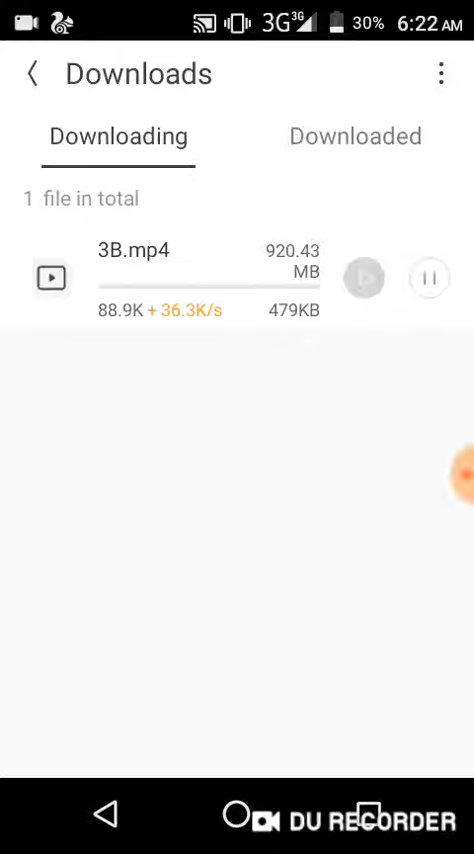 3G 3G 30% 6:22 AM
Downloads
Downloading Downloaded
1 file in total
3B.mp4 920.43
MB
88.9K + 36.3K/s 479KB
DU RECORDER